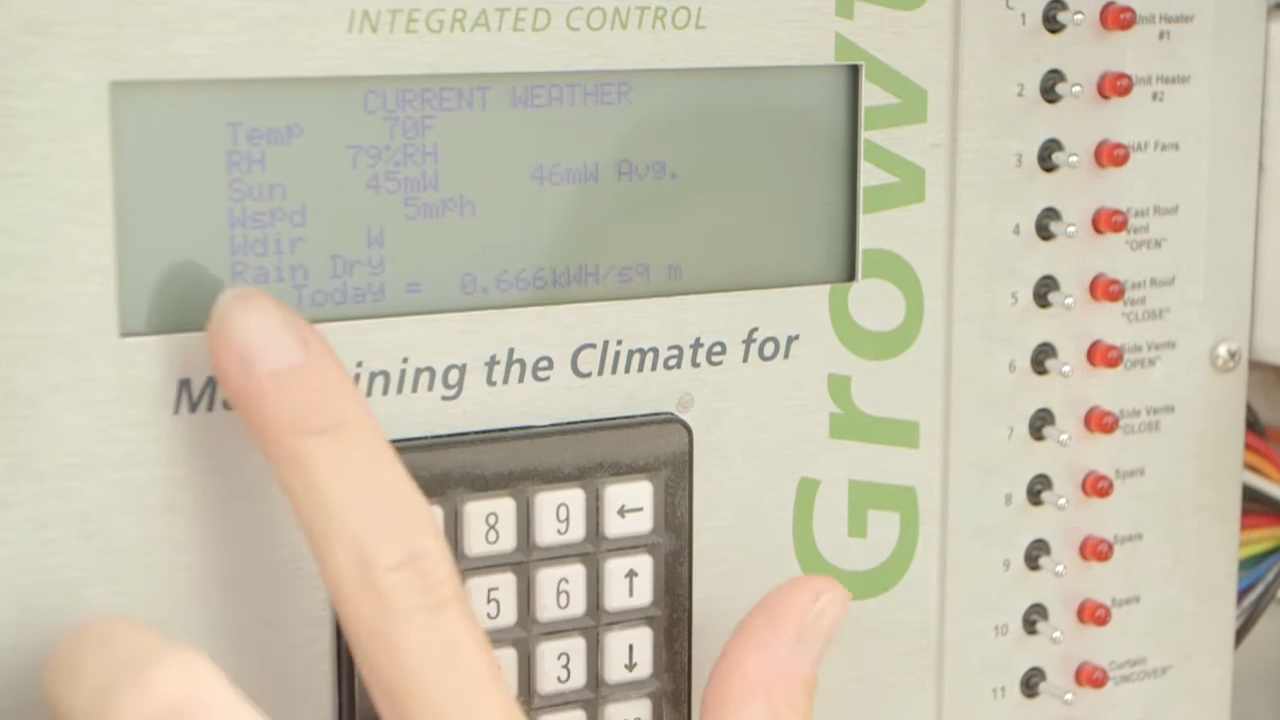 INTEGRATED CONTROL
CURRENT WEATHER
Temp 70F
RH 79%RH
Sun 45mW 46mW Avg.
Wspd 5mph
Wdir W
Rain Dry
Today = 0.666kWH/sq m
ining the Climate for
Grow
8 9 ←
5 6 ↑
3 ↓
1 Unit Heater
#1
2 Unit Heater
#2
3 HAF Fans
4 East Roof
Vent
"OPEN"
5 East Roof
Vent
"CLOSE"
6 Side Vents
"OPEN"
7 Side Vents
"CLOSE
8 Spare
9 Spare
10 Spare
11 Curtain
"UNCOVER"